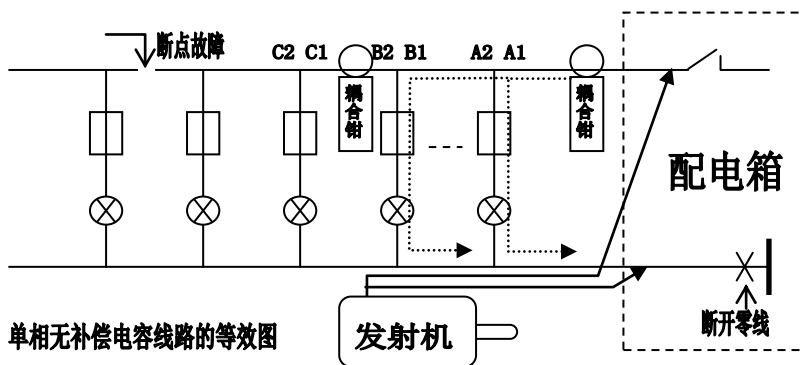 断点故障
C2 C1
B2 B1
A2 A1
耦合钳
耦合钳
配电箱
断开零线
发射机
单相无补偿电容线路的等效图